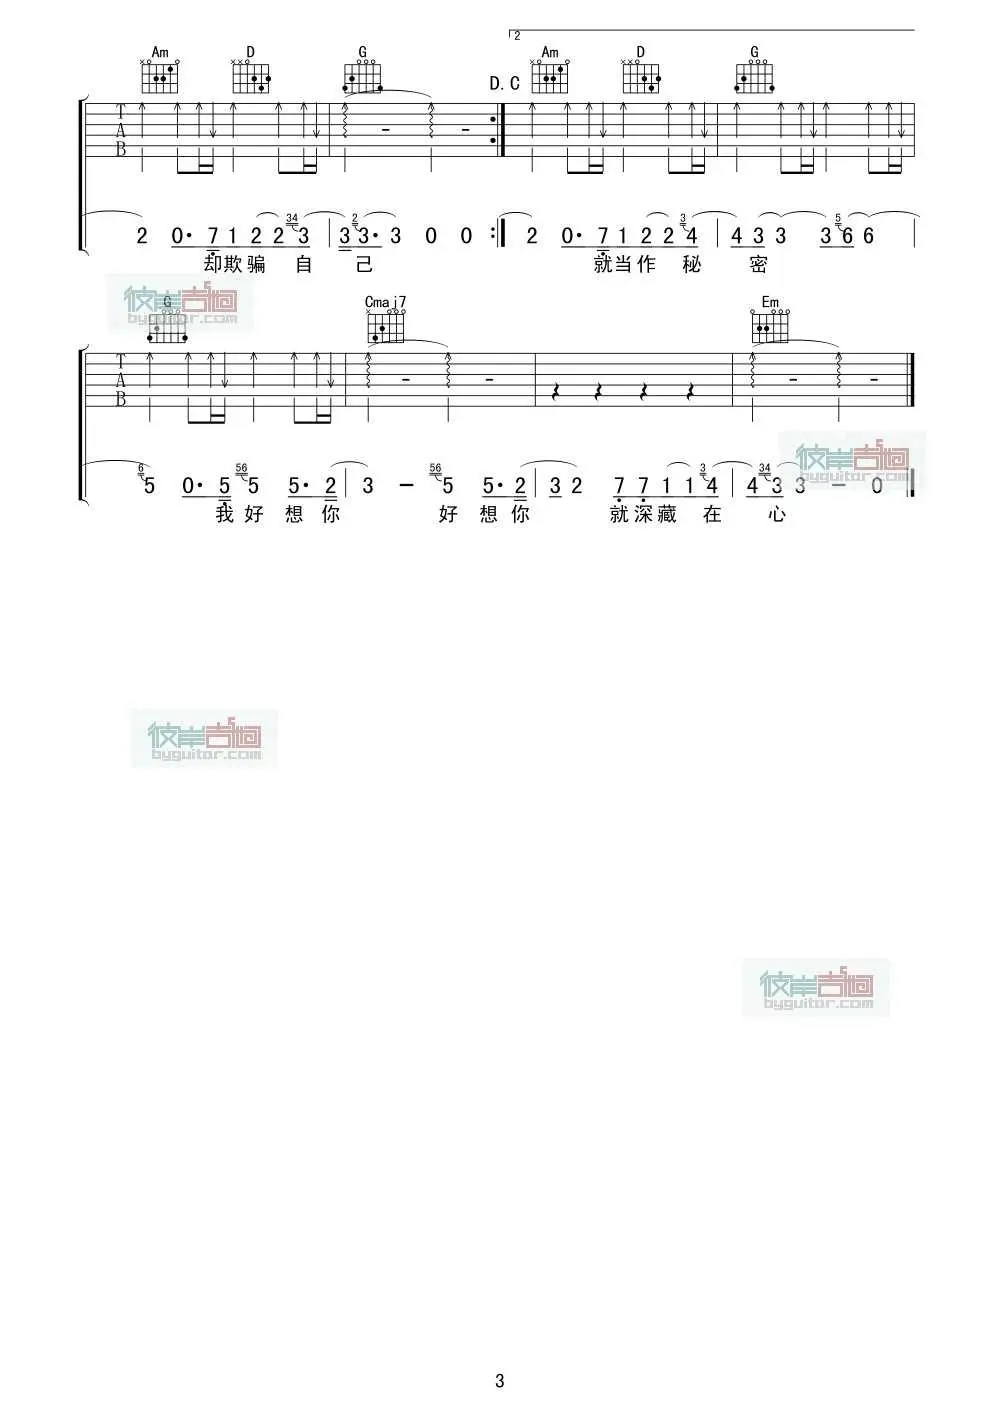 2
Am D G D.C Am D G
T
A
B
34 2 3 5
2 0· 7 1 2 2 3 3 3· 3 0 0 :| 2 0· 7 1 2 2 4 4 3 3 3 6 6
却欺骗 自 己 就当作 秘 密
彼岸吉他
byguitar.com
G Cmaj7 Em
T
A
B
彼岸吉他
byguitar.com
6 56 56 3 34
5 0· 5 5 5· 2 3 — 5 5· 2 3 2 7 7 1 1 4 4 3 3 — 0
我 好 想 你 好 想 你 就深藏 在 心
彼岸吉他
byguitar.com
彼岸吉他
byguitar.com
3